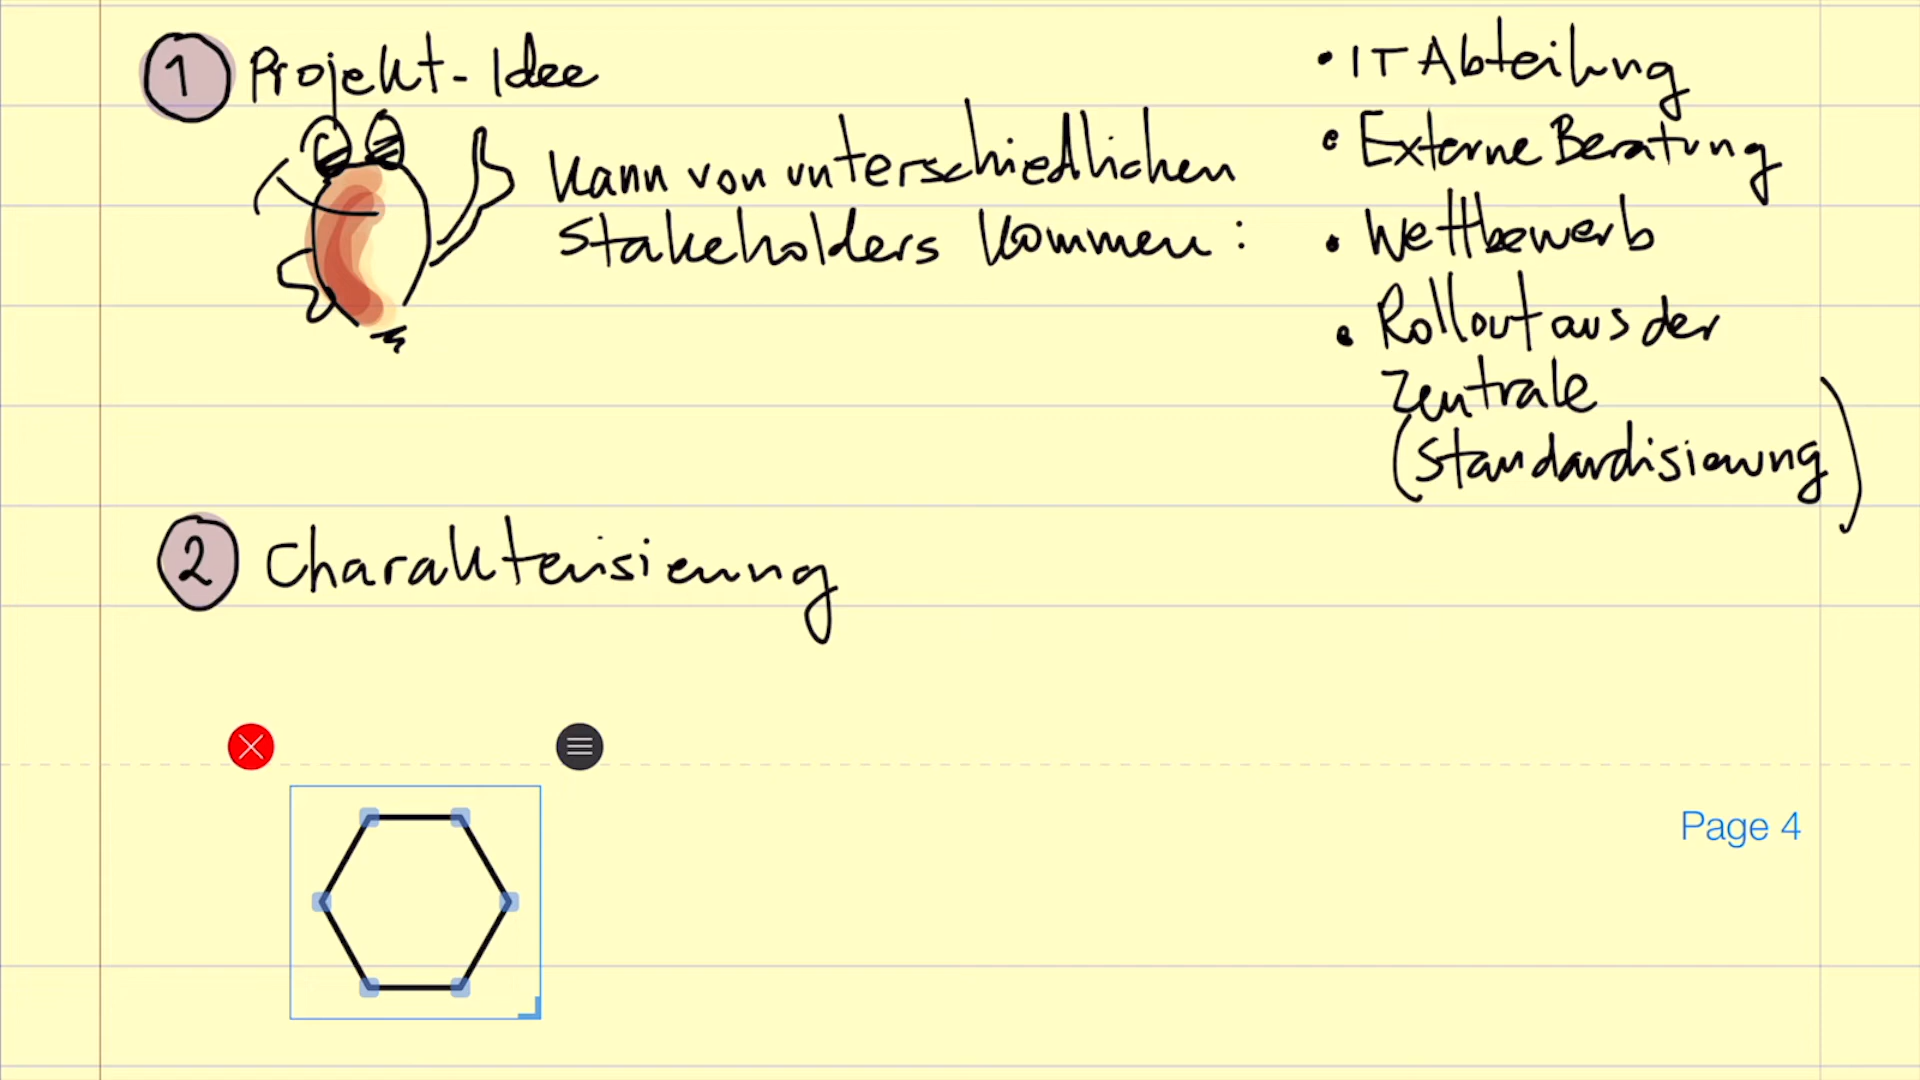 1 Projekt-Idee
kann von unterschiedlichen
Stakeholders kommen:
• IT Abteilung
• Externe Beratung
• Wettbewerb
• Rollout aus der
Zentrale
(Standardisierung)
2 Charakterisierung
Page 4